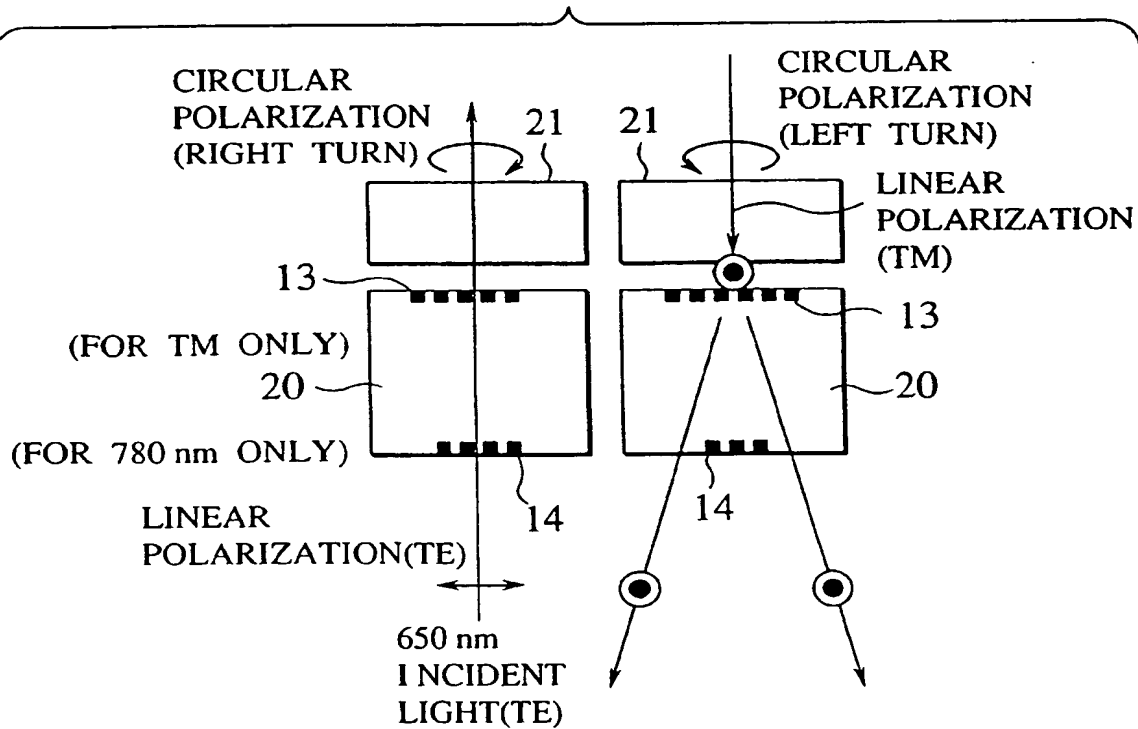 CIRCULAR
POLARIZATION
(RIGHT TURN)
21
21
CIRCULAR
POLARIZATION
(LEFT TURN)
LINEAR
POLARIZATION
(TM)
13
13
(FOR TM ONLY)
20
20
(FOR 780 nm ONLY)
14
14
LINEAR
POLARIZATION(TE)
650 nm
I NCIDENT
LIGHT(TE)